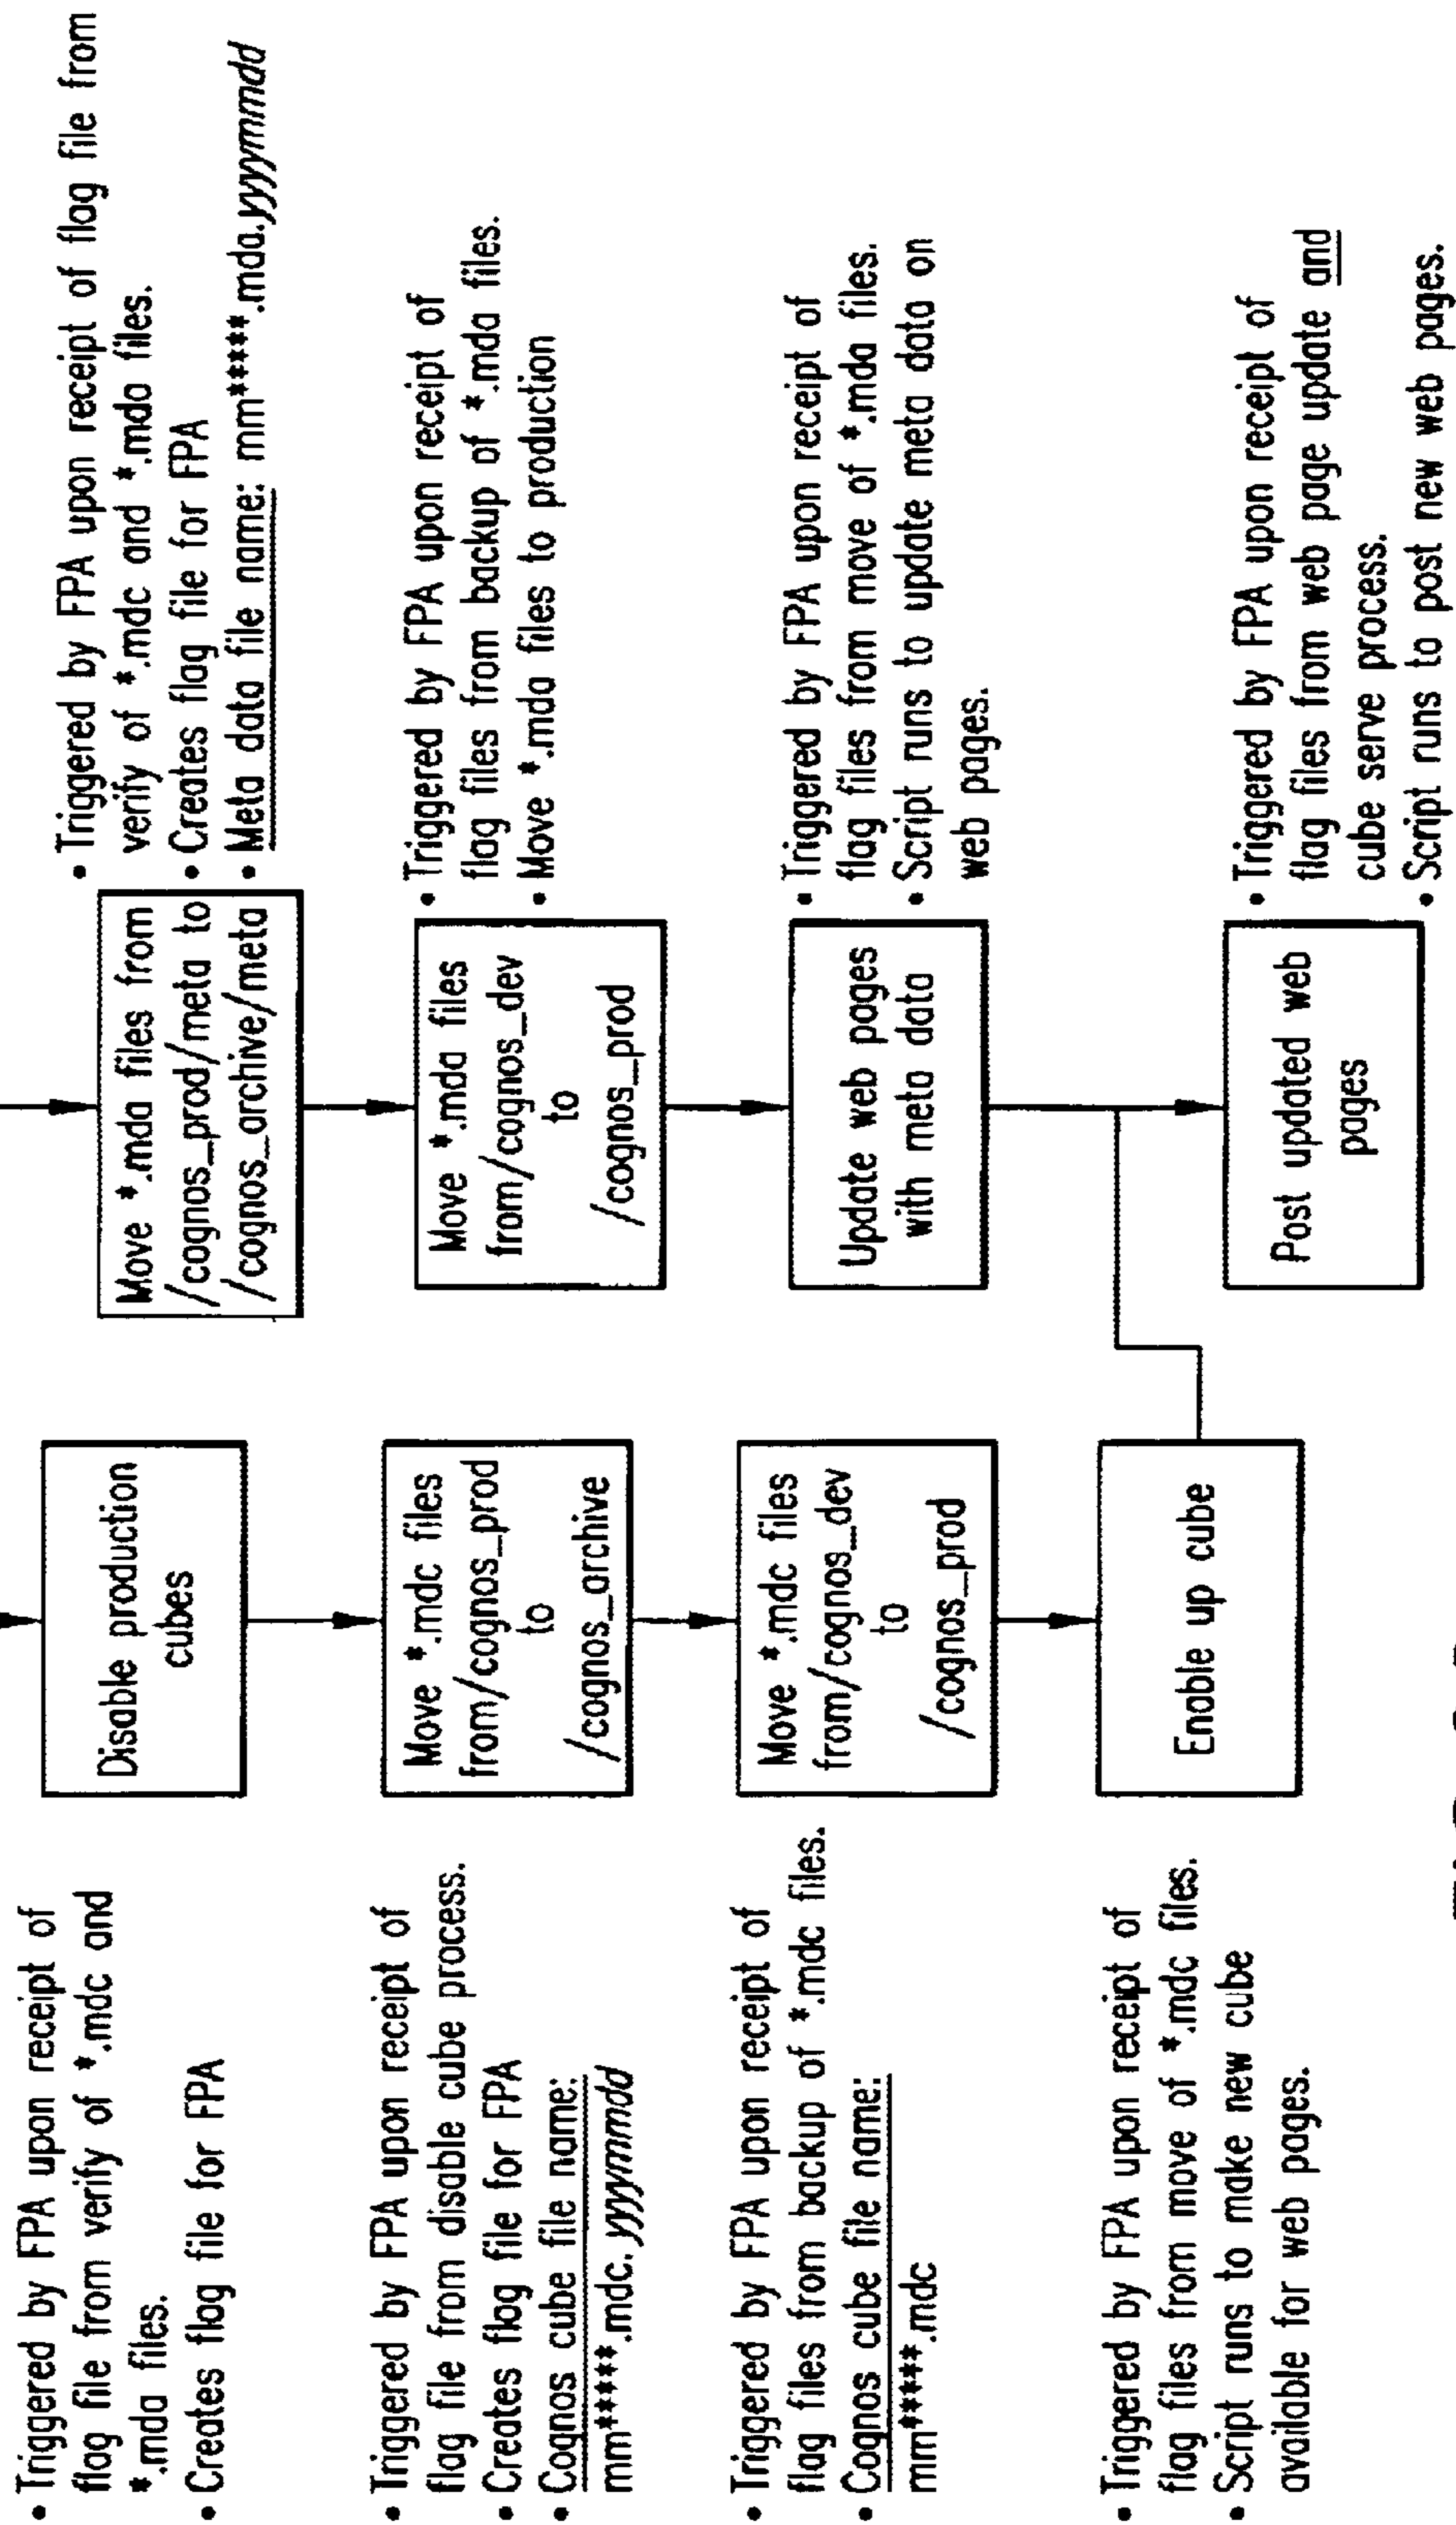 • Triggered by FPA upon receipt of
flag file from verify of *.mdc and
*.mda files.
• Creates flag file for FPA
Disable production
cubes
• Triggered by FPA upon receipt of
flag file from disable cube process.
• Creates flag file for FPA
• Cognos cube file name:
mm*****.mdc.yyyymmdd
Move *.mdc files
from/cognos_prod
to
/cognos_archive
• Triggered by FPA upon receipt of
flag files from backup of *.mdc files.
• Cognos cube file name:
mm*****.mdc
Move *.mdc files
from/cognos_dev
to
/cognos_prod
• Triggered by FPA upon receipt of
flag files from move of *.mdc files.
• Script runs to make new cube
available for web pages.
Enable up cube
Move *.mda files from
/cognos_prod/meta to
/cognos_archive/meta
• Triggered by FPA upon receipt of flag file from
verify of *.mdc and *.mda files.
• Creates flag file for FPA
• Meta data file name: mm*****.mda.yyyymmdd
Move *.mda files
from/cognos_dev
to
/cognos_prod
• Triggered by FPA upon receipt of
flag files from backup of *.mda files.
• Move *.mda files to production
Update web pages
with meta data
• Triggered by FPA upon receipt of
flag files from move of *.mda files.
• Script runs to update meta data on
web pages.
Post updated web
pages
• Triggered by FPA upon receipt of
flag files from web page update and
cube serve process.
• Script runs to post new web pages.